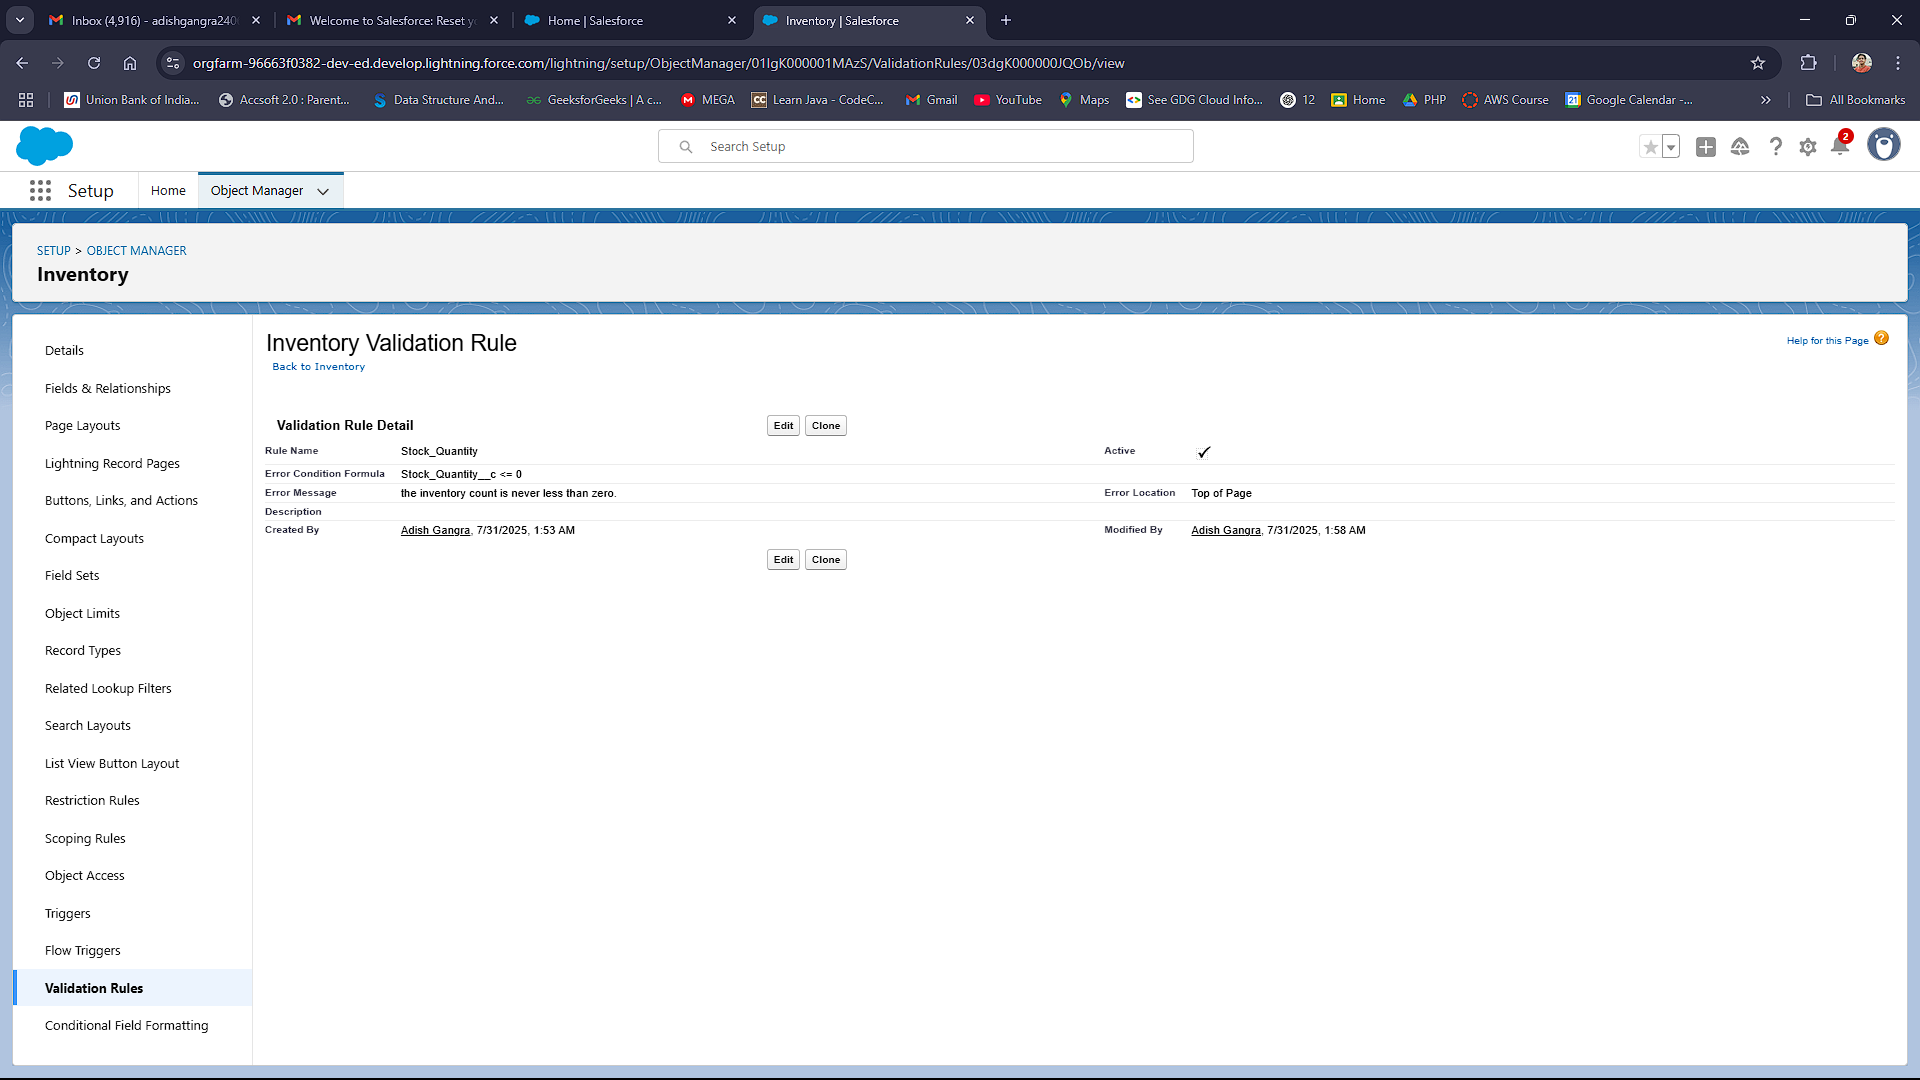 Inbox (4,916) - adishgangra240
Welcome to Salesforce: Reset y
Home | Salesforce
Inventory | Salesforce
orgfarm-96663f0382-dev-ed.develop.lightning.force.com/lightning/setup/ObjectManager/01IgK000001MAzS/ValidationRules/03dgK000000JQOb/view
Union Bank of India...
Accsoft 2.0 : Parent...
Data Structure And...
GeeksforGeeks | A c...
MEGA
Learn Java - CodeC...
Gmail
YouTube
Maps
See GDG Cloud Info...
12
Home
PHP
AWS Course
Google Calendar -...
All Bookmarks
Search Setup
2
Setup
Home
Object Manager
SETUP > OBJECT MANAGER
Inventory
Details
Fields & Relationships
Page Layouts
Lightning Record Pages
Buttons, Links, and Actions
Compact Layouts
Field Sets
Object Limits
Record Types
Related Lookup Filters
Search Layouts
List View Button Layout
Restriction Rules
Scoping Rules
Object Access
Triggers
Flow Triggers
Validation Rules
Conditional Field Formatting
Inventory Validation Rule
Help for this Page
Back to Inventory
Validation Rule Detail
Edit
Clone
Rule Name Stock_Quantity Active
Error Condition Formula Stock_Quantity__c <= 0
Error Message the inventory count is never less than zero. Error Location Top of Page
Description
Created By Adish Gangra, 7/31/2025, 1:53 AM Modified By Adish Gangra, 7/31/2025, 1:58 AM
Edit
Clone